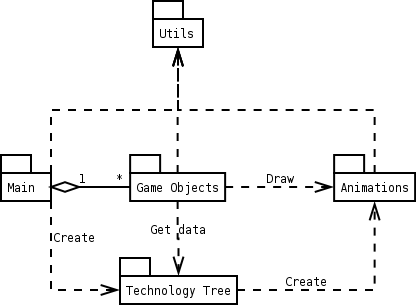 Utils
1
*
Main
Game Objects
Draw
Animations
Get data
Create
Create
Technology Tree